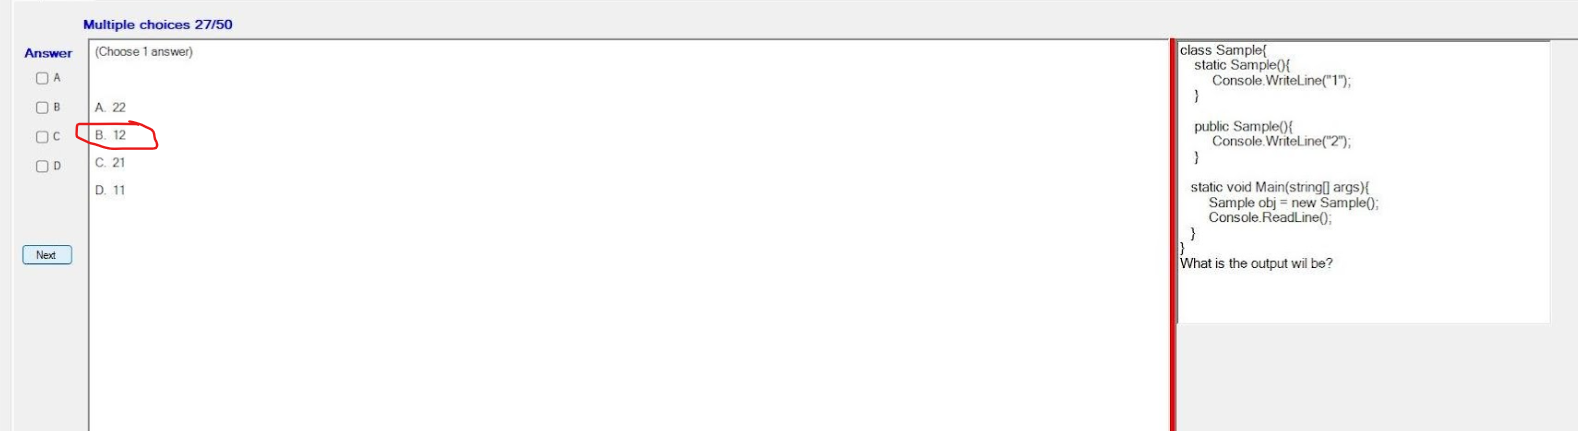 Multiple choices 27/50
Answer
(Choose 1 answer)
A
B
C
D
A. 22
B. 12
C. 21
D. 11
Next
class Sample{
static Sample(){
Console.WriteLine("1");
}
public Sample(){
Console.WriteLine("2");
}
static void Main(string[] args){
Sample obj = new Sample();
Console.ReadLine();
}
}
What is the output wil be?